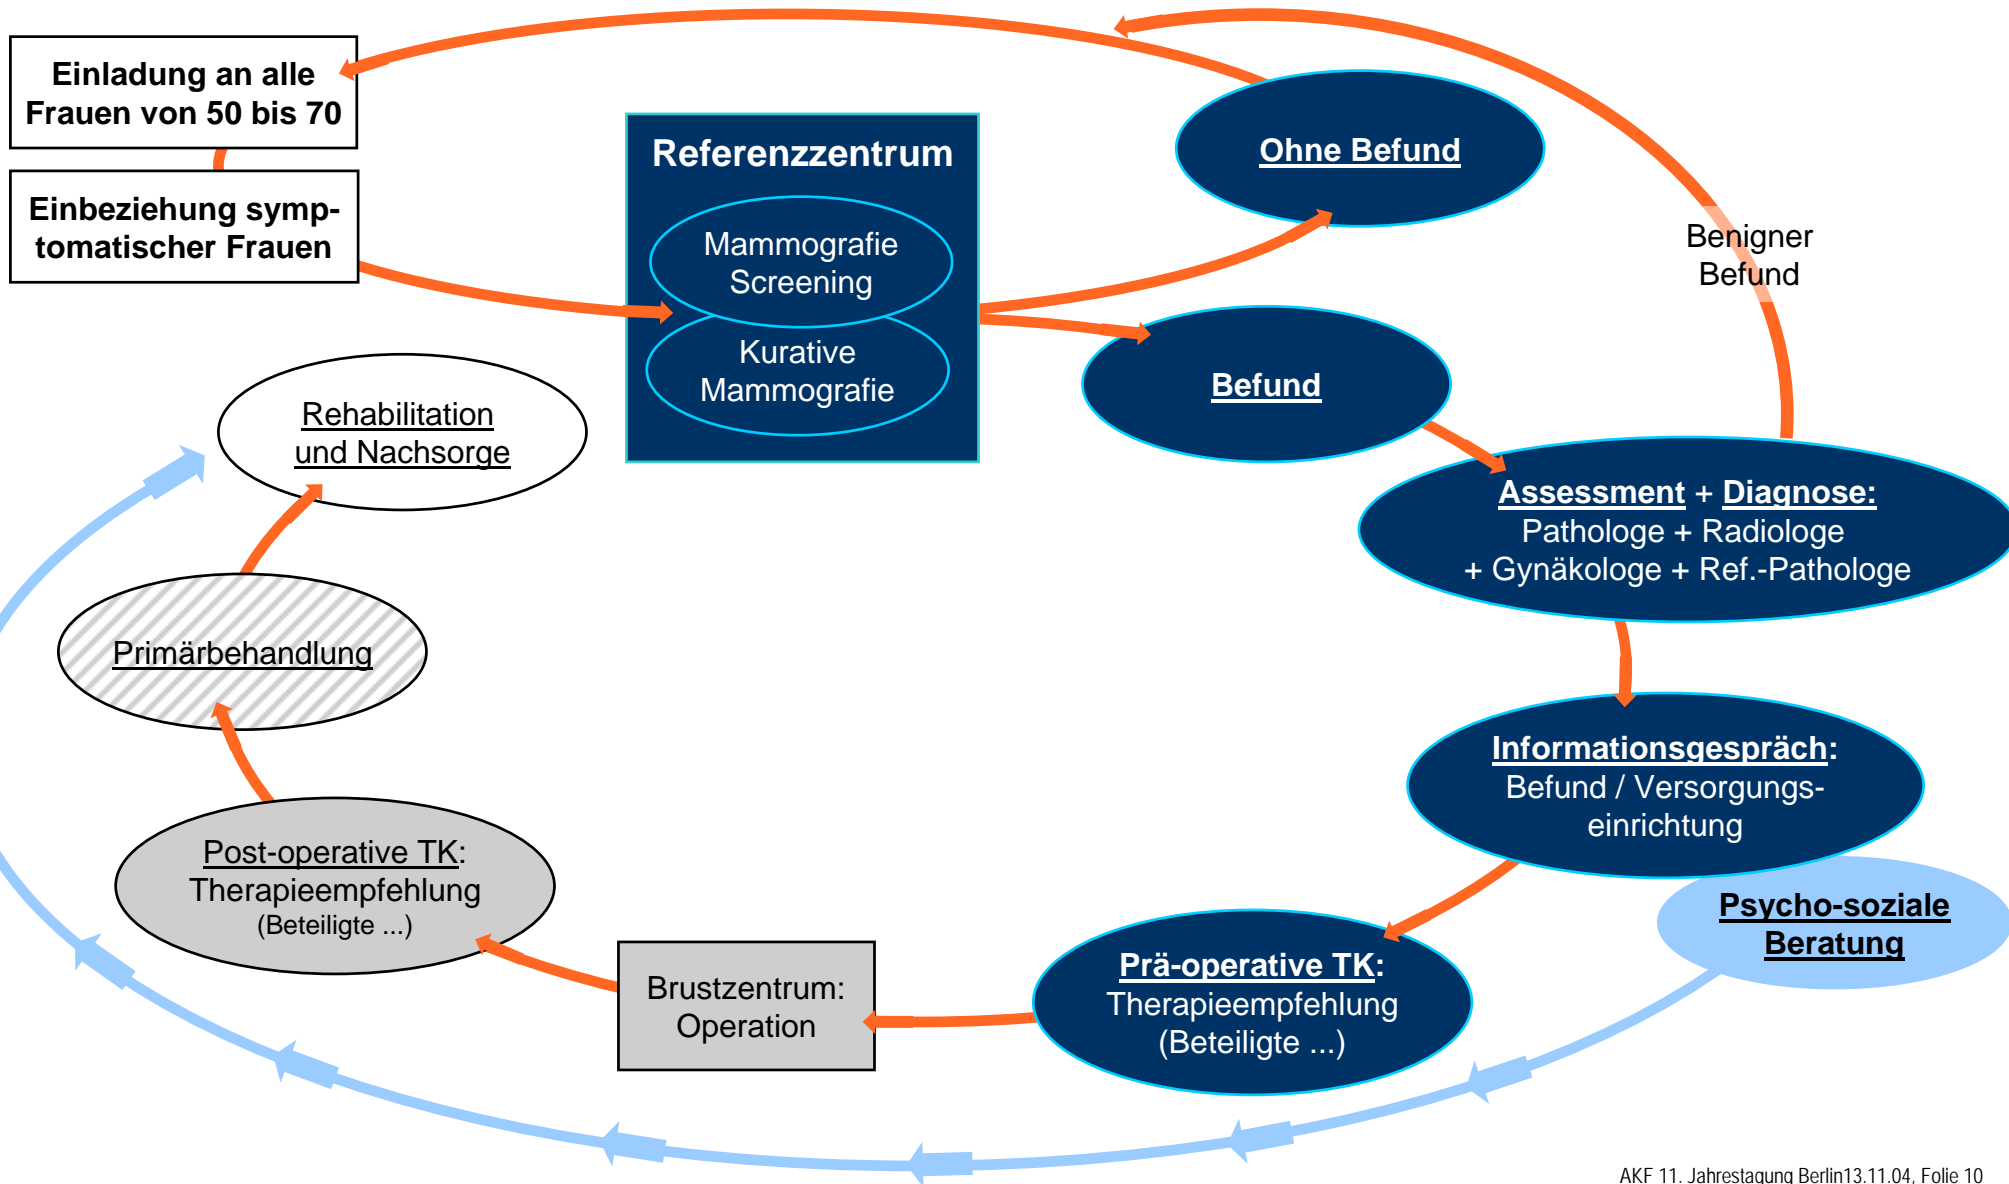 Einladung an alle
Frauen von 50 bis 70
Einbeziehung symp-
tomatischer Frauen
Referenzzentrum
Mammografie
Screening
Kurative
Mammografie
Ohne Befund
Benigner
Befund
Befund
Assessment + Diagnose:
Pathologe + Radiologe
+ Gynäkologe + Ref.-Pathologe
Informationsgespräch:
Befund / Versorgungs-
einrichtung
Psycho-soziale
Beratung
Prä-operative TK:
Therapieempfehlung
(Beteiligte ...)
Brustzentrum:
Operation
Post-operative TK:
Therapieempfehlung
(Beteiligte ...)
Primärbehandlung
Rehabilitation
und Nachsorge
AKF 11. Jahrestagung Berlin13.11.04, Folie 10